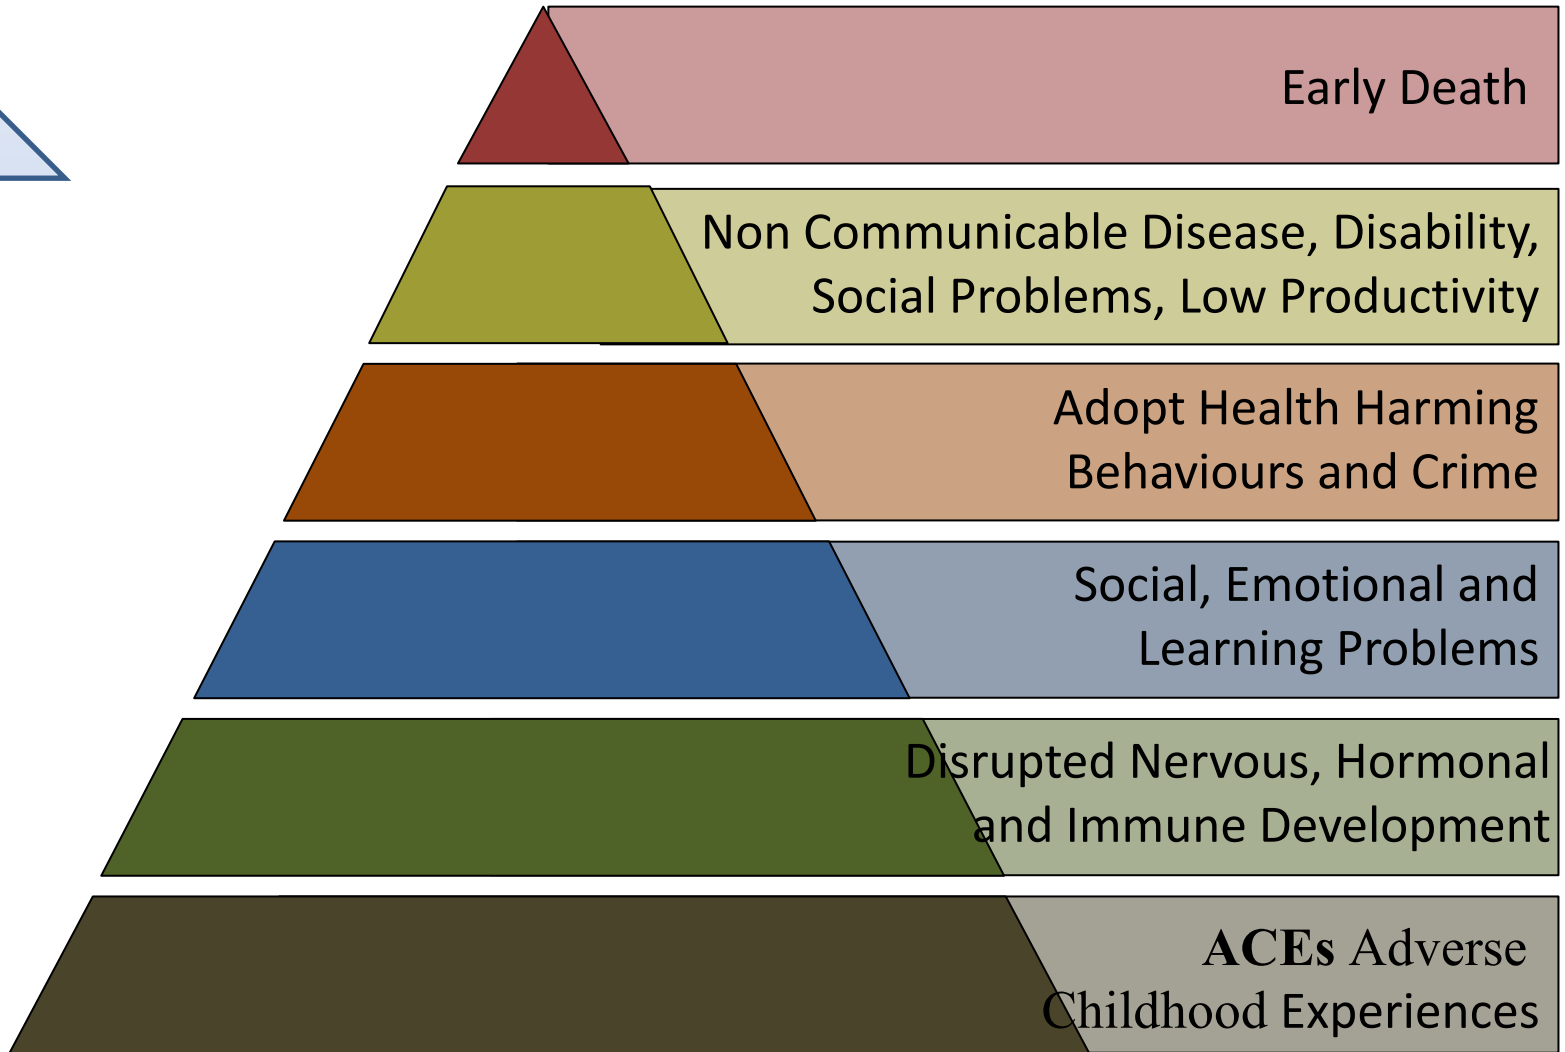 Early Death
Non Communicable Disease, Disability,
Social Problems, Low Productivity
Adopt Health Harming
Behaviours and Crime
Social, Emotional and
Learning Problems
Disrupted Nervous, Hormonal
and Immune Development
ACEs Adverse
Childhood Experiences